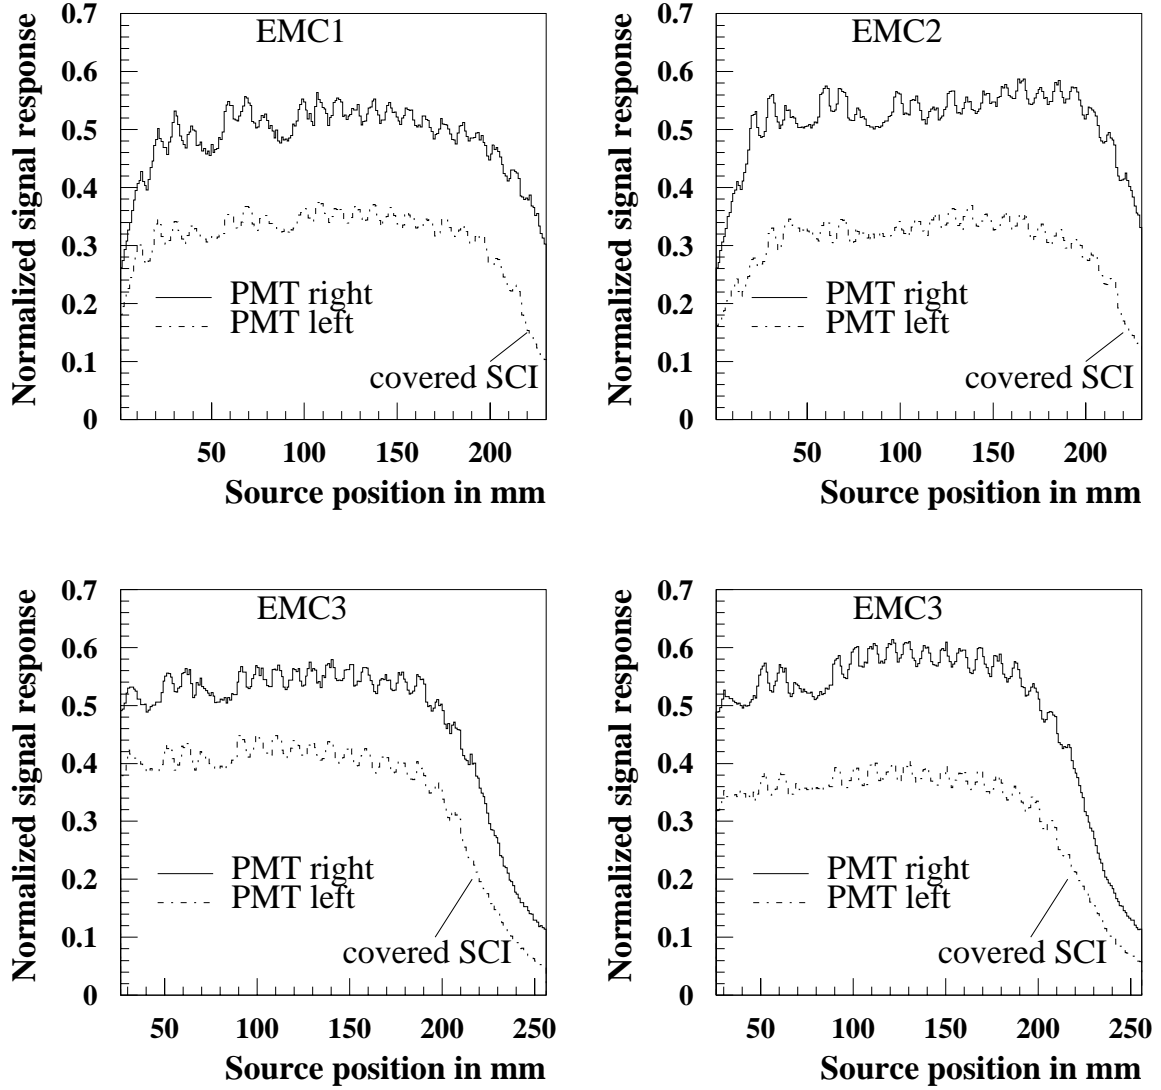 Normalized signal response
0.7
0.6
0.5
0.4
0.3
0.2
0.1
0
EMC1
PMT right
PMT left
covered SCI
50 100 150 200
Source position in mm
Normalized signal response
0.7
0.6
0.5
0.4
0.3
0.2
0.1
0
EMC2
PMT right
PMT left
covered SCI
50 100 150 200
Source position in mm
Normalized signal response
0.7
0.6
0.5
0.4
0.3
0.2
0.1
0
EMC3
PMT right
PMT left
covered SCI
50 100 150 200 250
Source position in mm
Normalized signal response
0.7
0.6
0.5
0.4
0.3
0.2
0.1
0
EMC3
PMT right
PMT left
covered SCI
50 100 150 200 250
Source position in mm